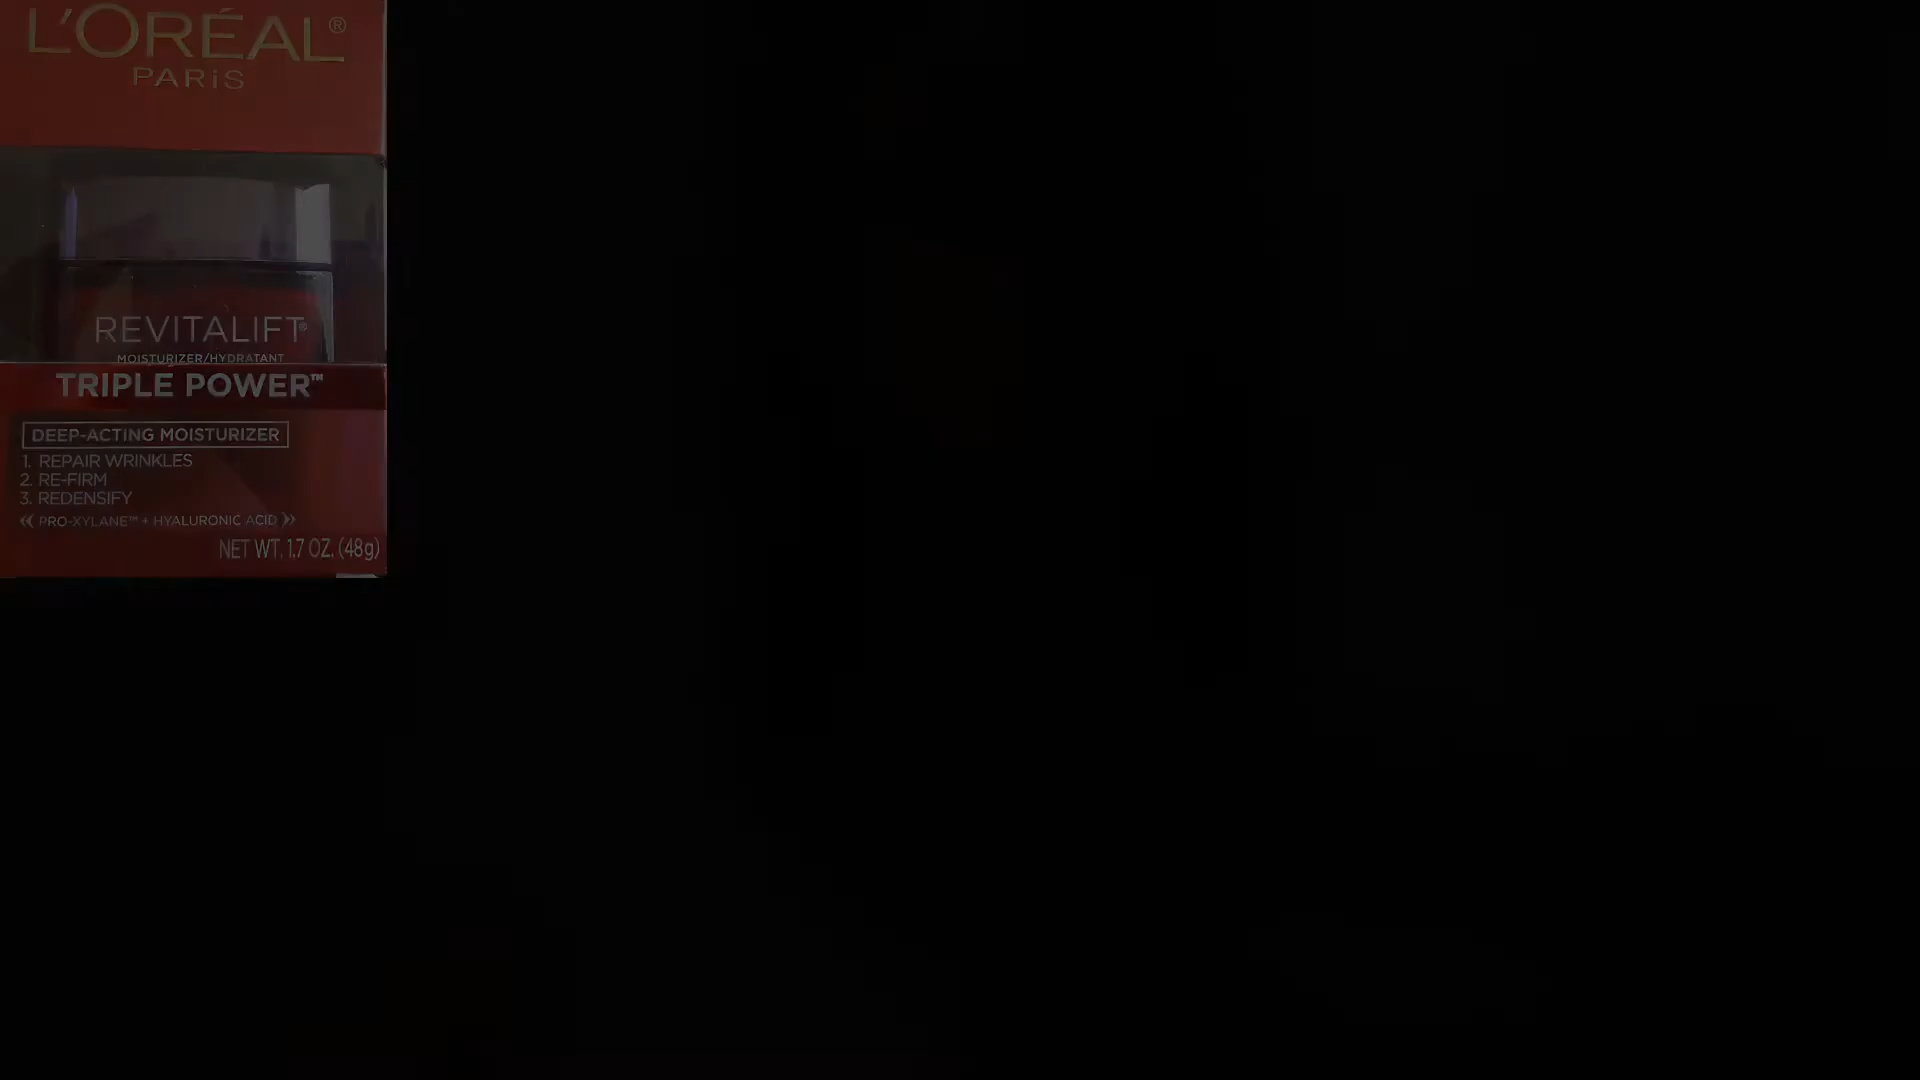 L'ORÉAL®
PARiS
REVITALIFT®
MOISTURIZER/HYDRATANT
TRIPLE POWER™
DEEP-ACTING MOISTURIZER
1. REPAIR WRINKLES
2. RE-FIRM
3. REDENSIFY
« PRO-XYLANE™ + HYALURONIC ACID »
NET WT. 1.7 OZ. (48g)